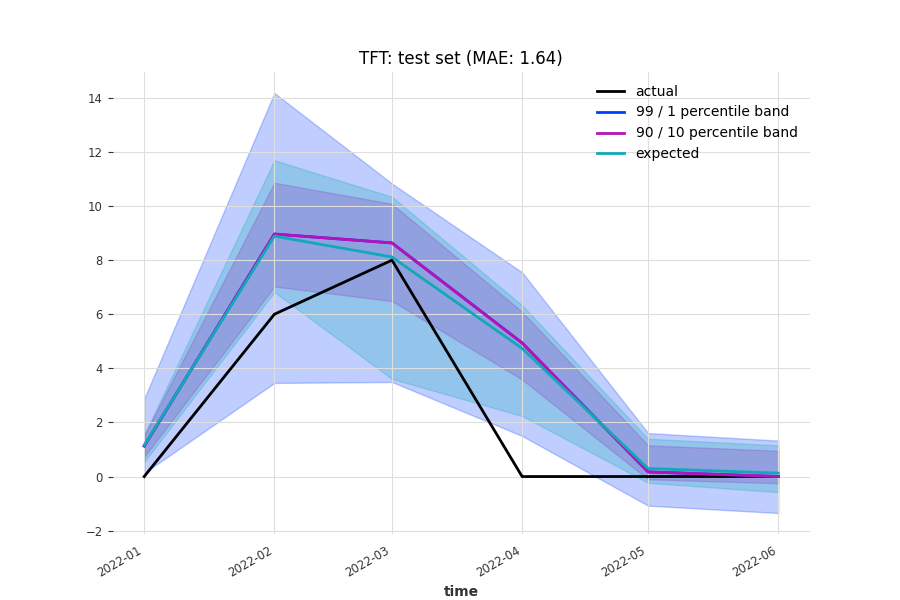 TFT: test set (MAE: 1.64)
actual
99 / 1 percentile band
90 / 10 percentile band
expected
14
12
10
8
6
4
2
0
−2
2022-01
2022-02
2022-03
2022-04
2022-05
2022-06
time